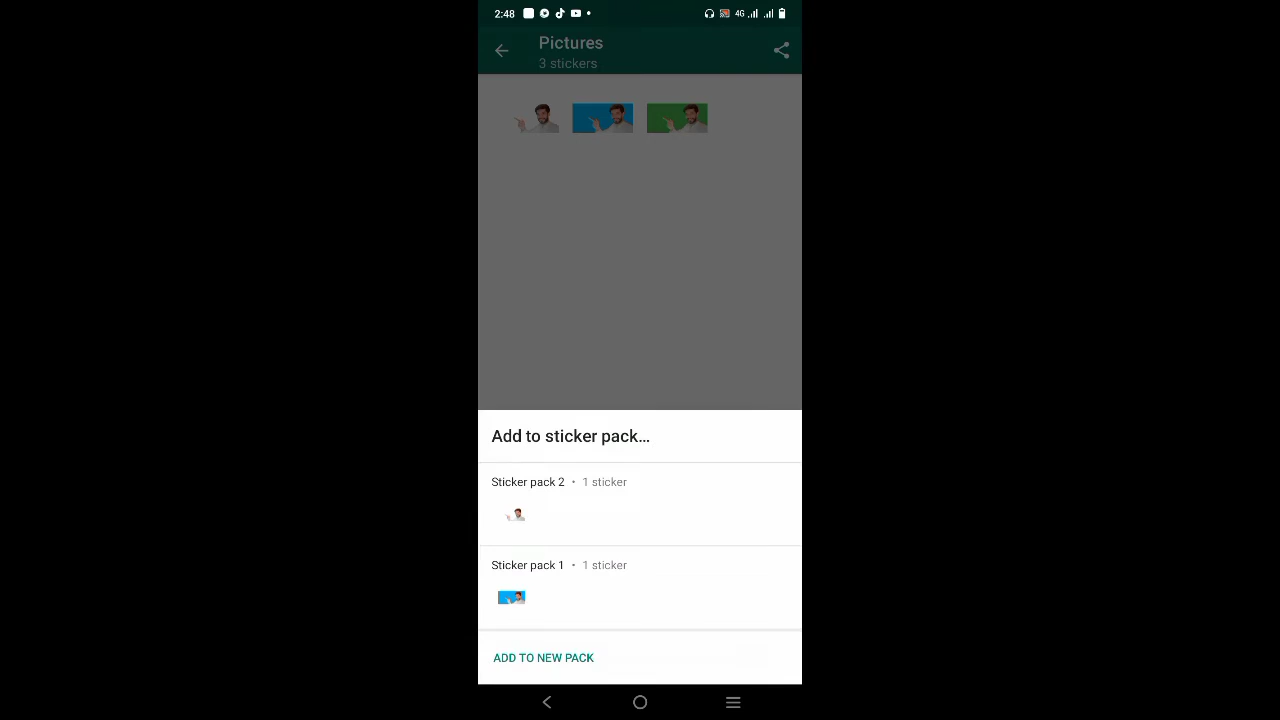 2:48 4G
Pictures
3 stickers
Add to sticker pack...
Sticker pack 2 • 1 sticker
Sticker pack 1 • 1 sticker
ADD TO NEW PACK